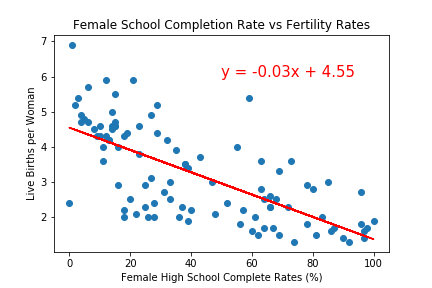 Female School Completion Rate vs Fertility Rates
7
6
5
4
3
2
Live Births per Woman
y = -0.03x + 4.55
0 20 40 60 80 100
Female High School Complete Rates (%)